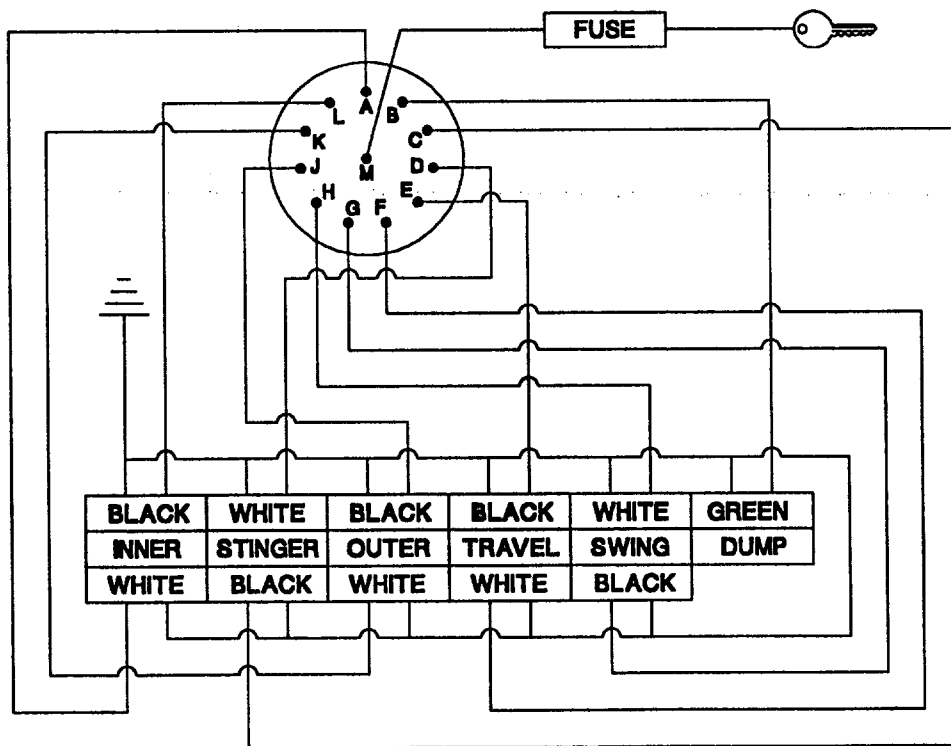 FUSE
A
L
B
K
C
J
M
D
H
E
G
F
BLACK WHITE BLACK BLACK WHITE GREEN
INNER STINGER OUTER TRAVEL SWING DUMP
WHITE BLACK WHITE WHITE BLACK